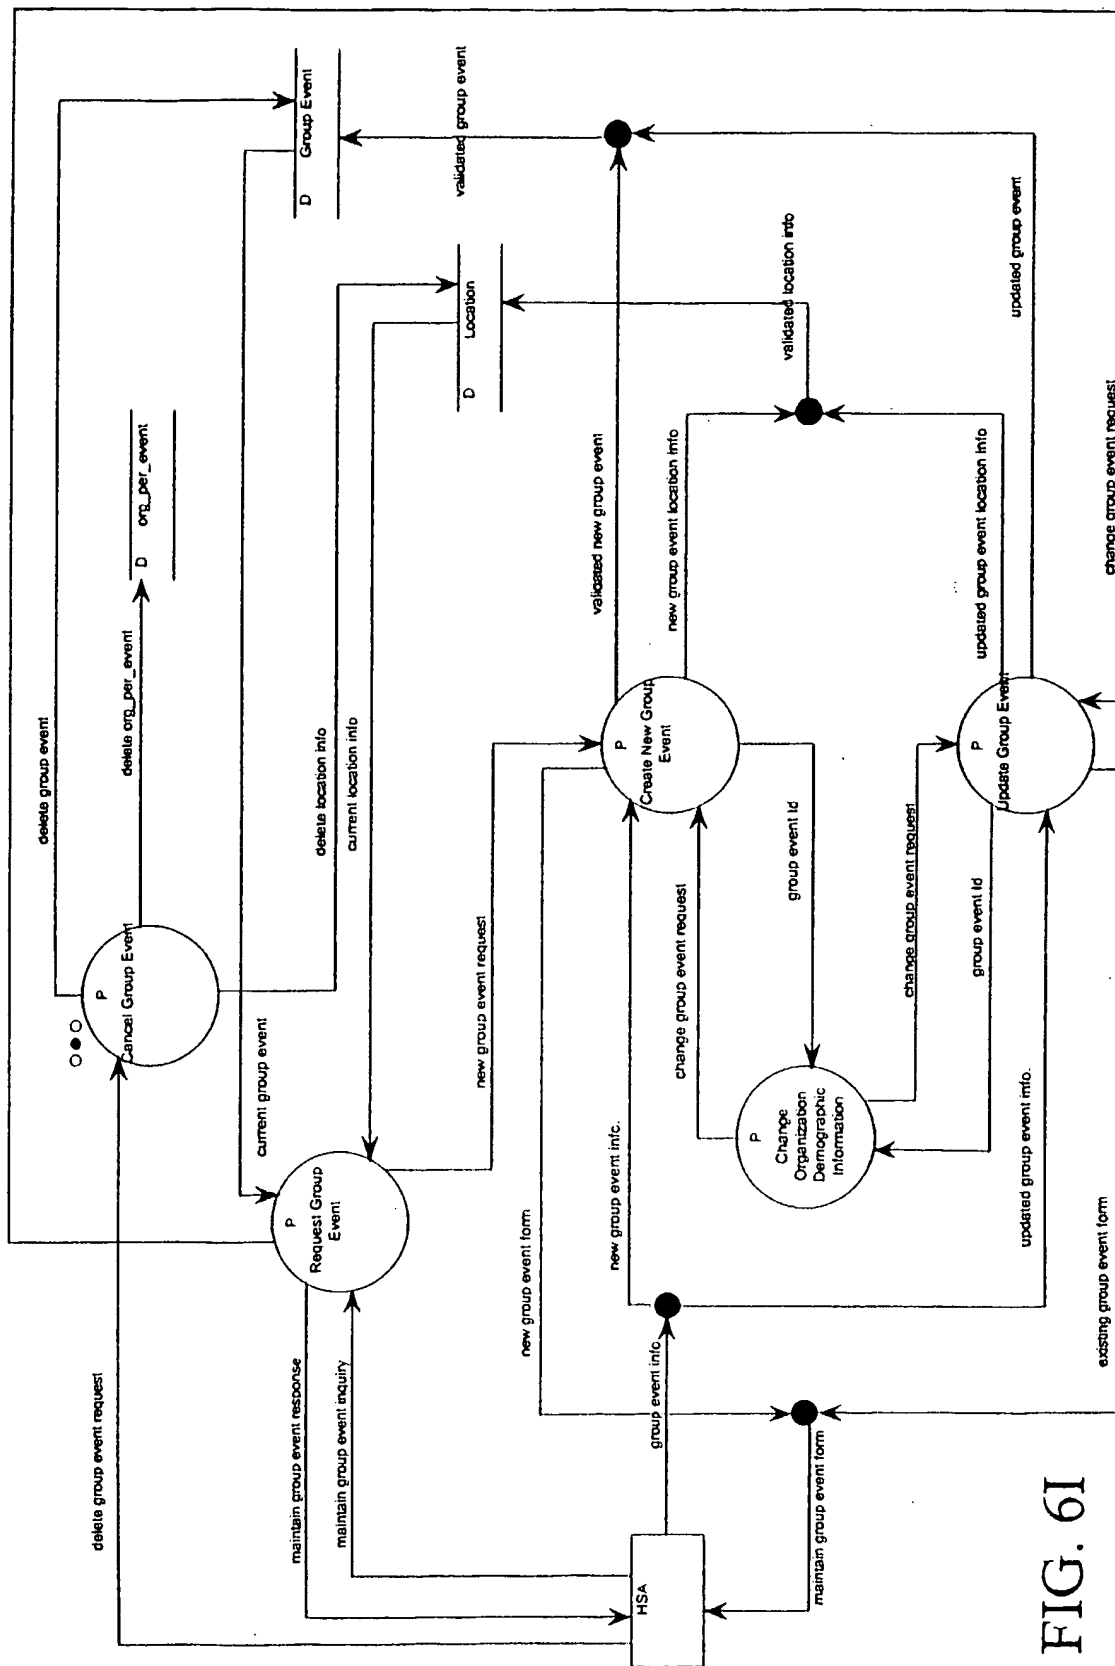 delete group event
delete org_per_event
D org_per_event
D Group Event
validated group event
P
Cancel Group Event
delete group event request
delete location info
current location info
D Location
current group event
P
Request Group
Event
maintain group event response
maintain group event inquiry
new group event request
validated new group event
validated location info
updated group event
new group event location info
P
Create New Group
Event
new group event form
new group event info.
change group event request
group event id
P
Change
Organization
Demographic
Information
change group event request
group event id
updated group event location info
P
Update Group Event
updated group event info.
group event info
HSA
maintain group event form
existing group event form
change group event request
FIG. 6I